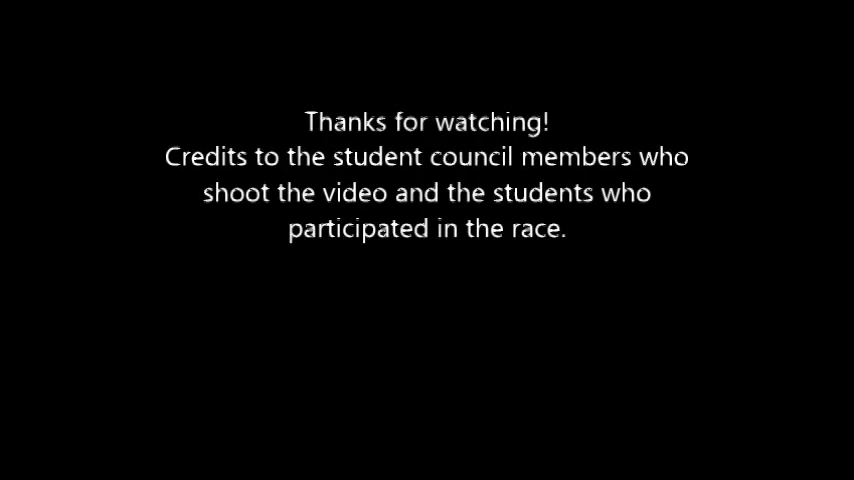 Thanks for watching!
Credits to the student council members who
shoot the video and the students who
participated in the race.